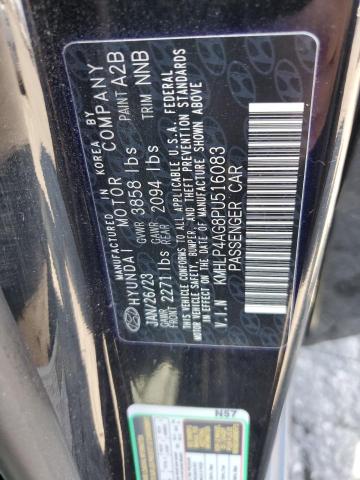 MANUFACTURED IN KOREA BY
HYUNDAI MOTOR COMPANY
JAN/26/23 GVWR 3858 lbs PAINT A2B
GAWR FRONT 2271 lbs GAWR REAR 2094 lbs TRIM NNB
THIS VEHICLE CONFORMS TO ALL APPLICABLE U.S.A. FEDERAL
MOTOR VEHICLE SAFETY, BUMPER, AND THEFT PREVENTION STANDARDS
IN EFFECT ON THE DATE OF MANUFACTURE SHOWN ABOVE.
V.I.N KMHLP4AG8PU516083
PASSENGER CAR
N57